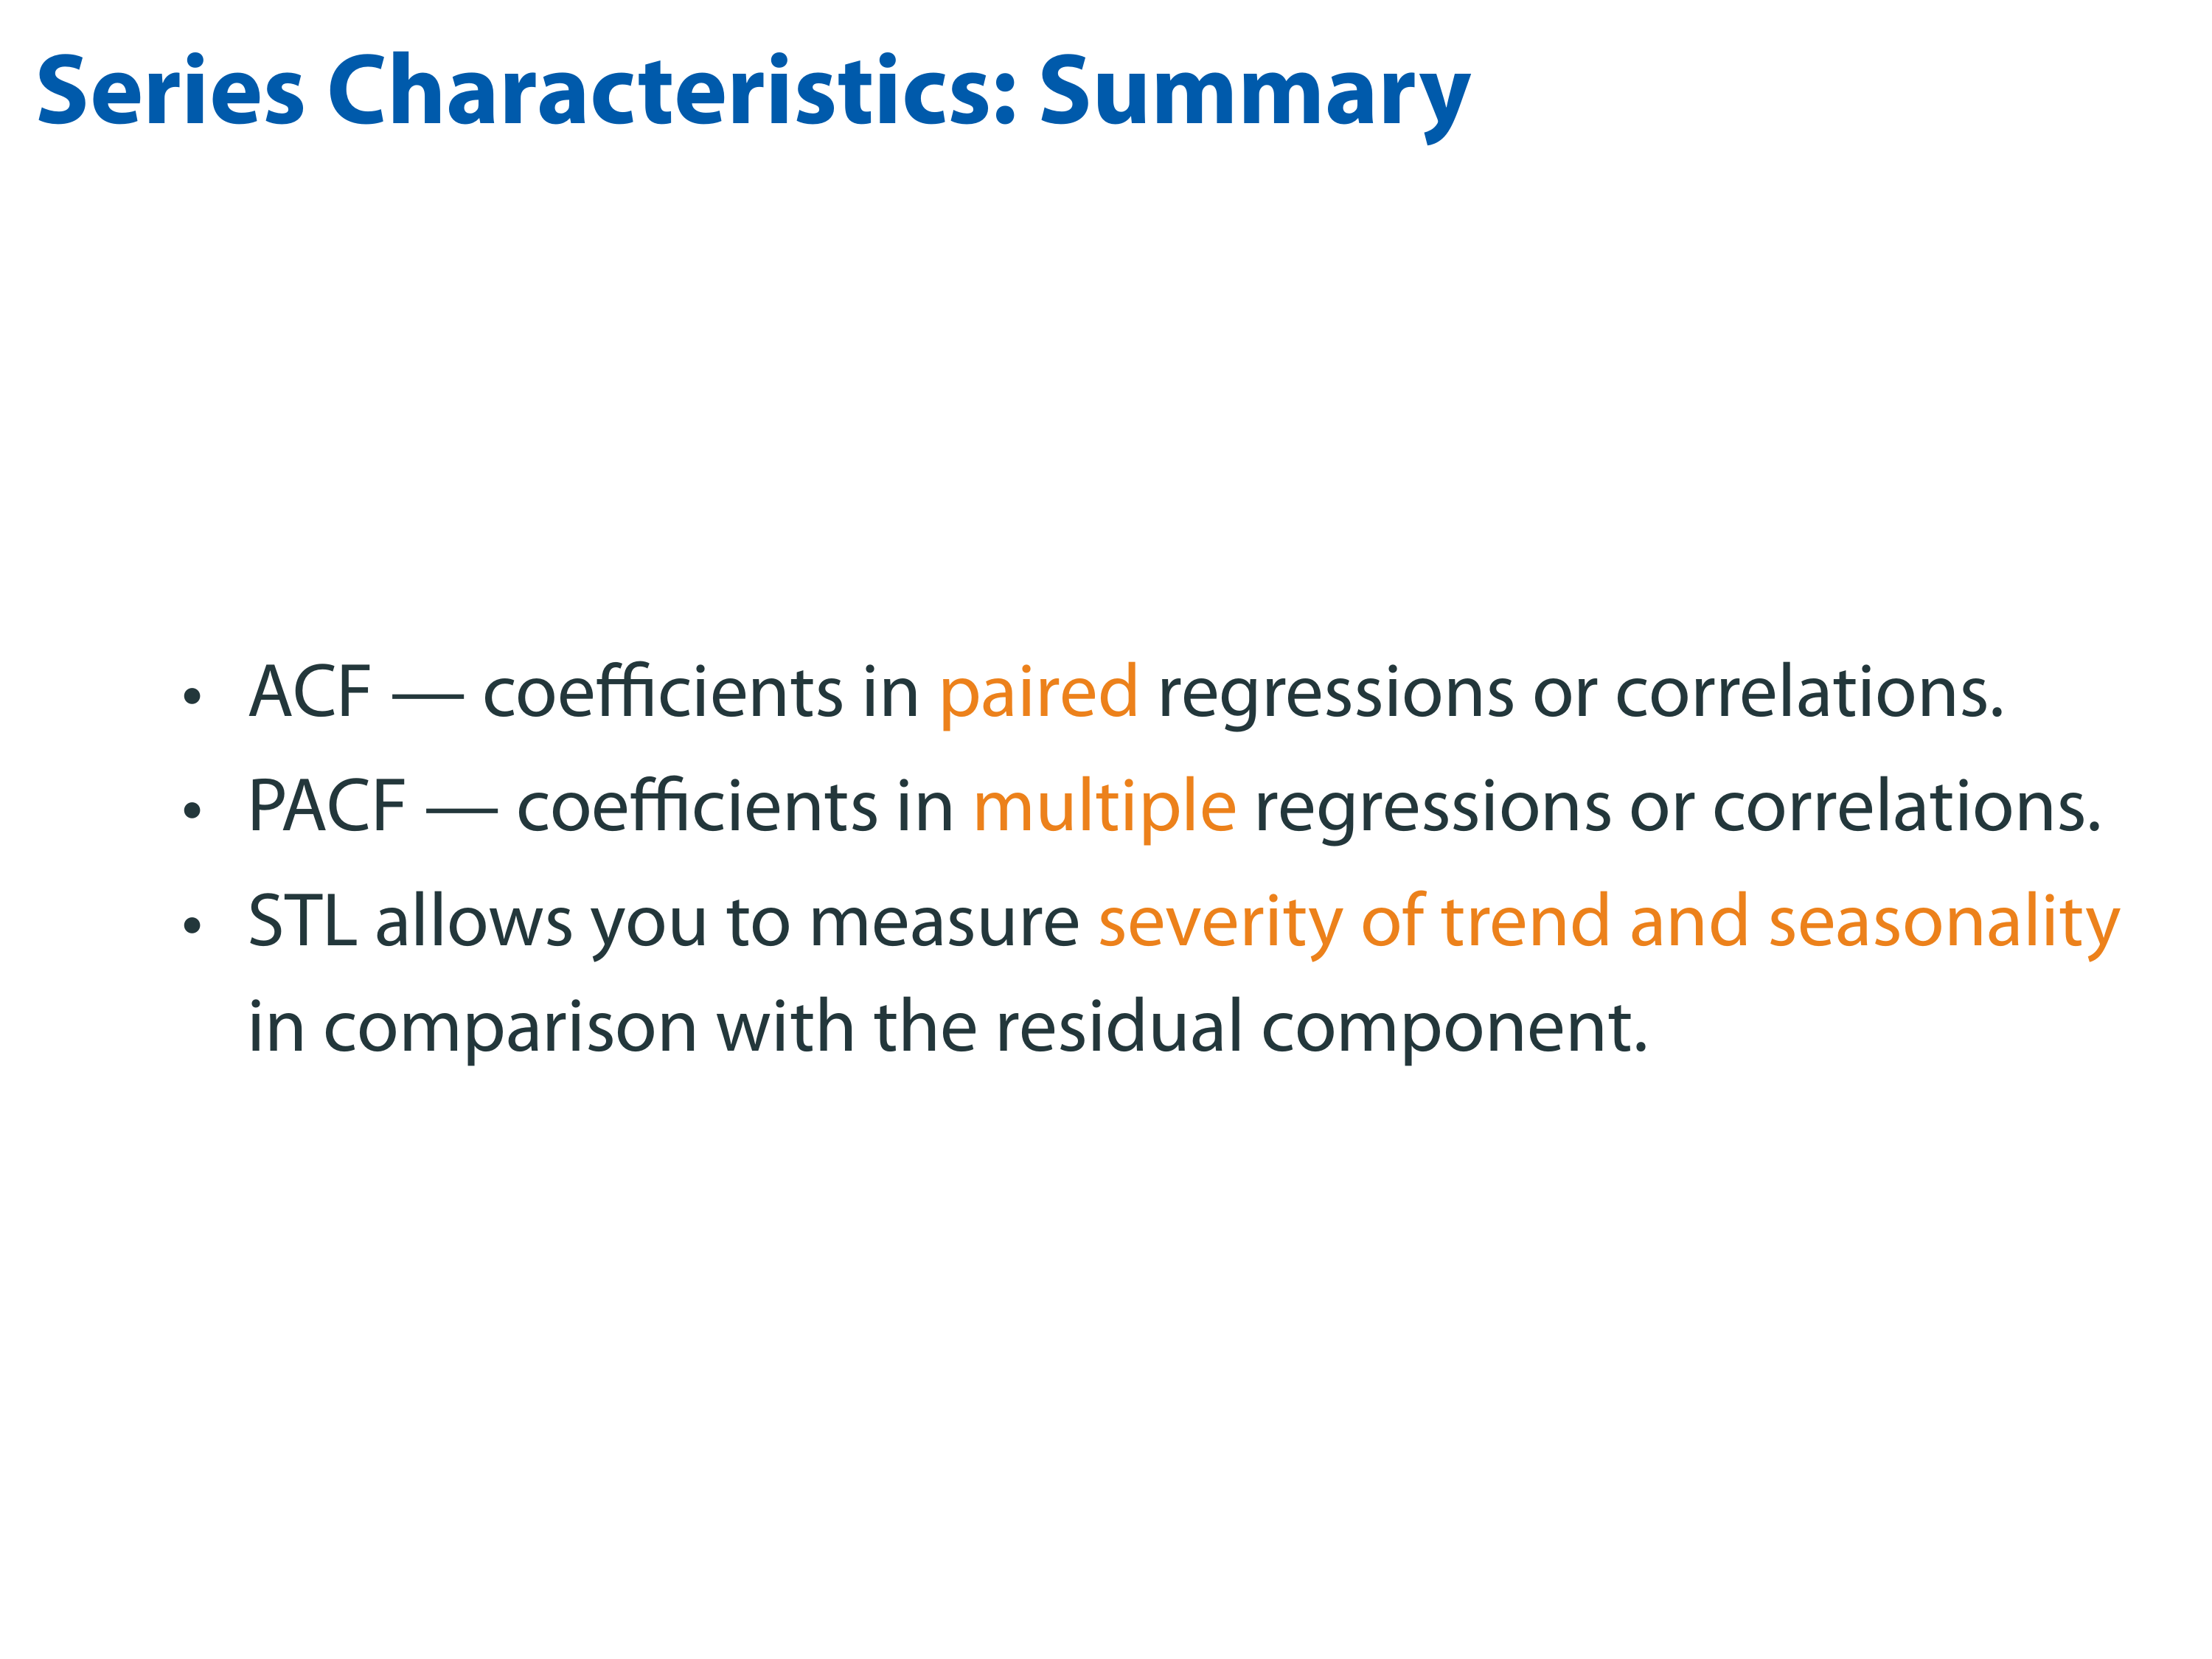 Series Characteristics: Summary
• ACF — coefficients in paired regressions or correlations.
• PACF — coefficients in multiple regressions or correlations.
• STL allows you to measure severity of trend and seasonality
in comparison with the residual component.